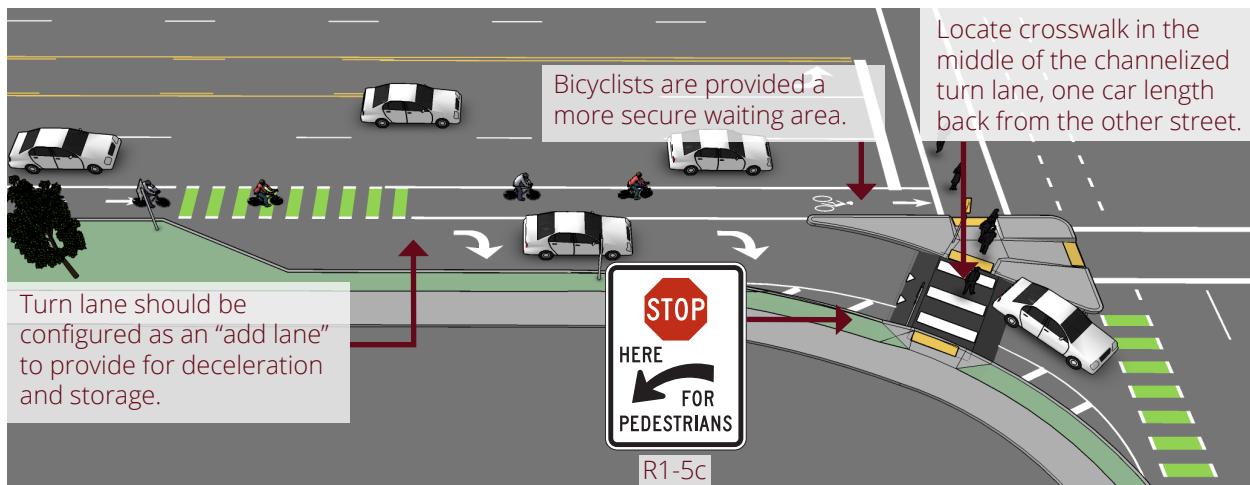 Locate crosswalk in the
middle of the channelized
turn lane, one car length
back from the other street.
Bicyclists are provided a
more secure waiting area.
Turn lane should be
configured as an “add lane”
to provide for deceleration
and storage.
STOP
HERE
FOR
PEDESTRIANS
R1-5c